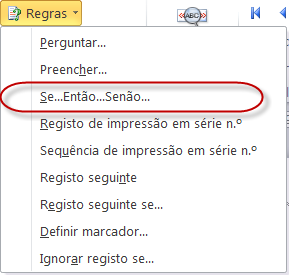 Regras
ABC
Perguntar...
Preencher...
Se...Então...Senão...
Registo de impressão em série n.º
Sequência de impressão em série n.º
Registo seguinte
Registo seguinte se...
Definir marcador...
Ignorar registo se...